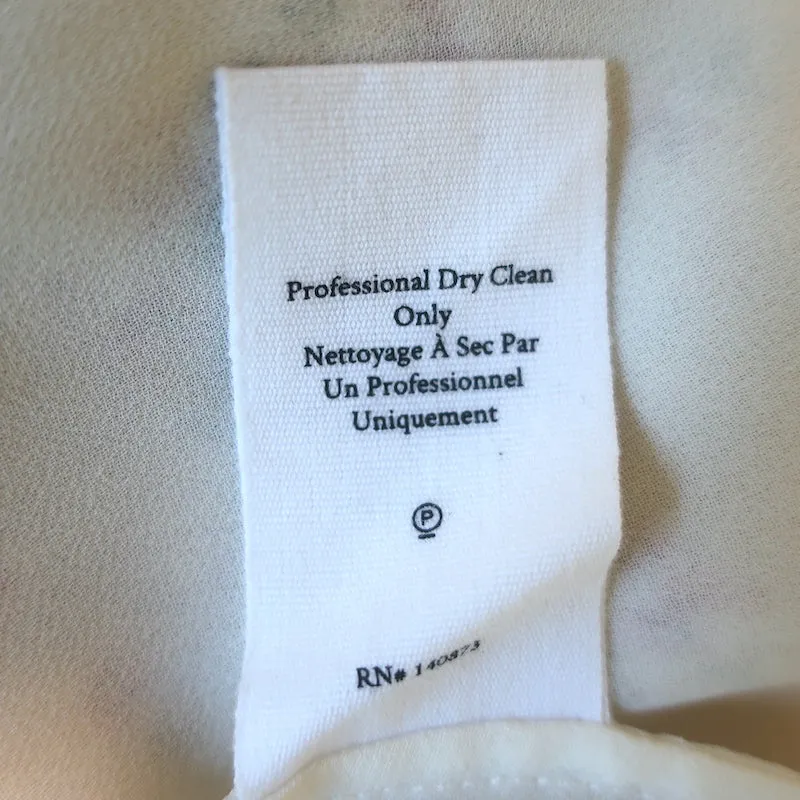 Professional Dry Clean
Only
Nettoyage À Sec Par
Un Professionnel
Uniquement
P
RN# 140873